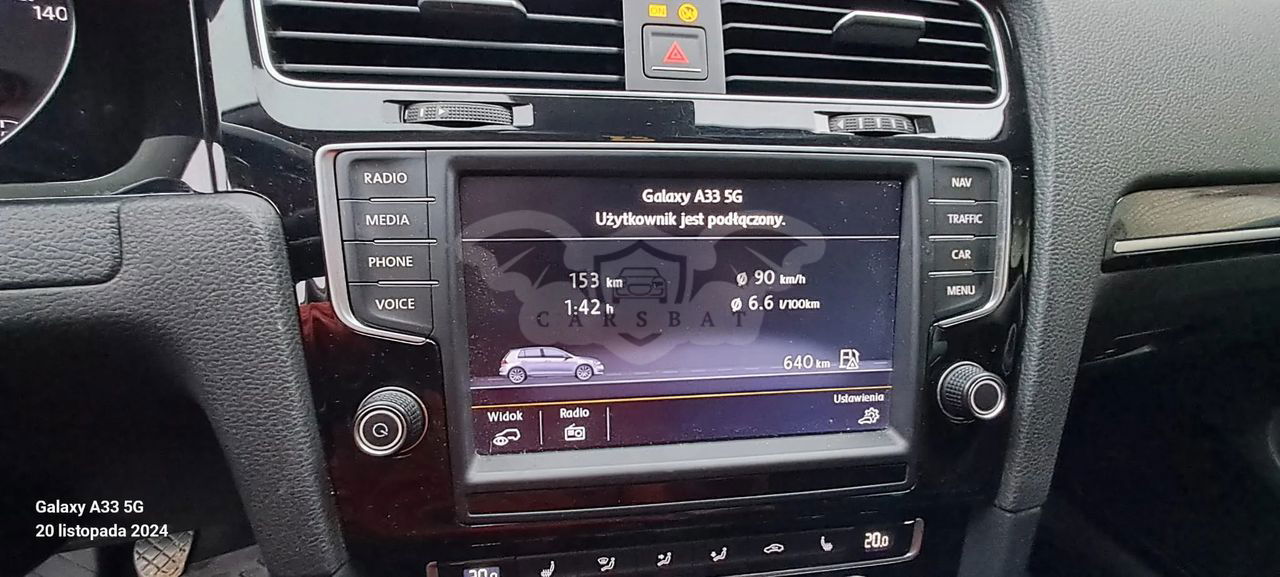 140
ON
RADIO
MEDIA
PHONE
VOICE
NAV
TRAFFIC
CAR
MENU
Galaxy A33 5G
Użytkownik jest podłączony.
153 km
ø 90 km/h
1:42 h
ø 6.6 l/100km
CARSBAT
640 km
Widok
Radio
Ustawienia
Galaxy A33 5G
20 listopada 2024
20.0